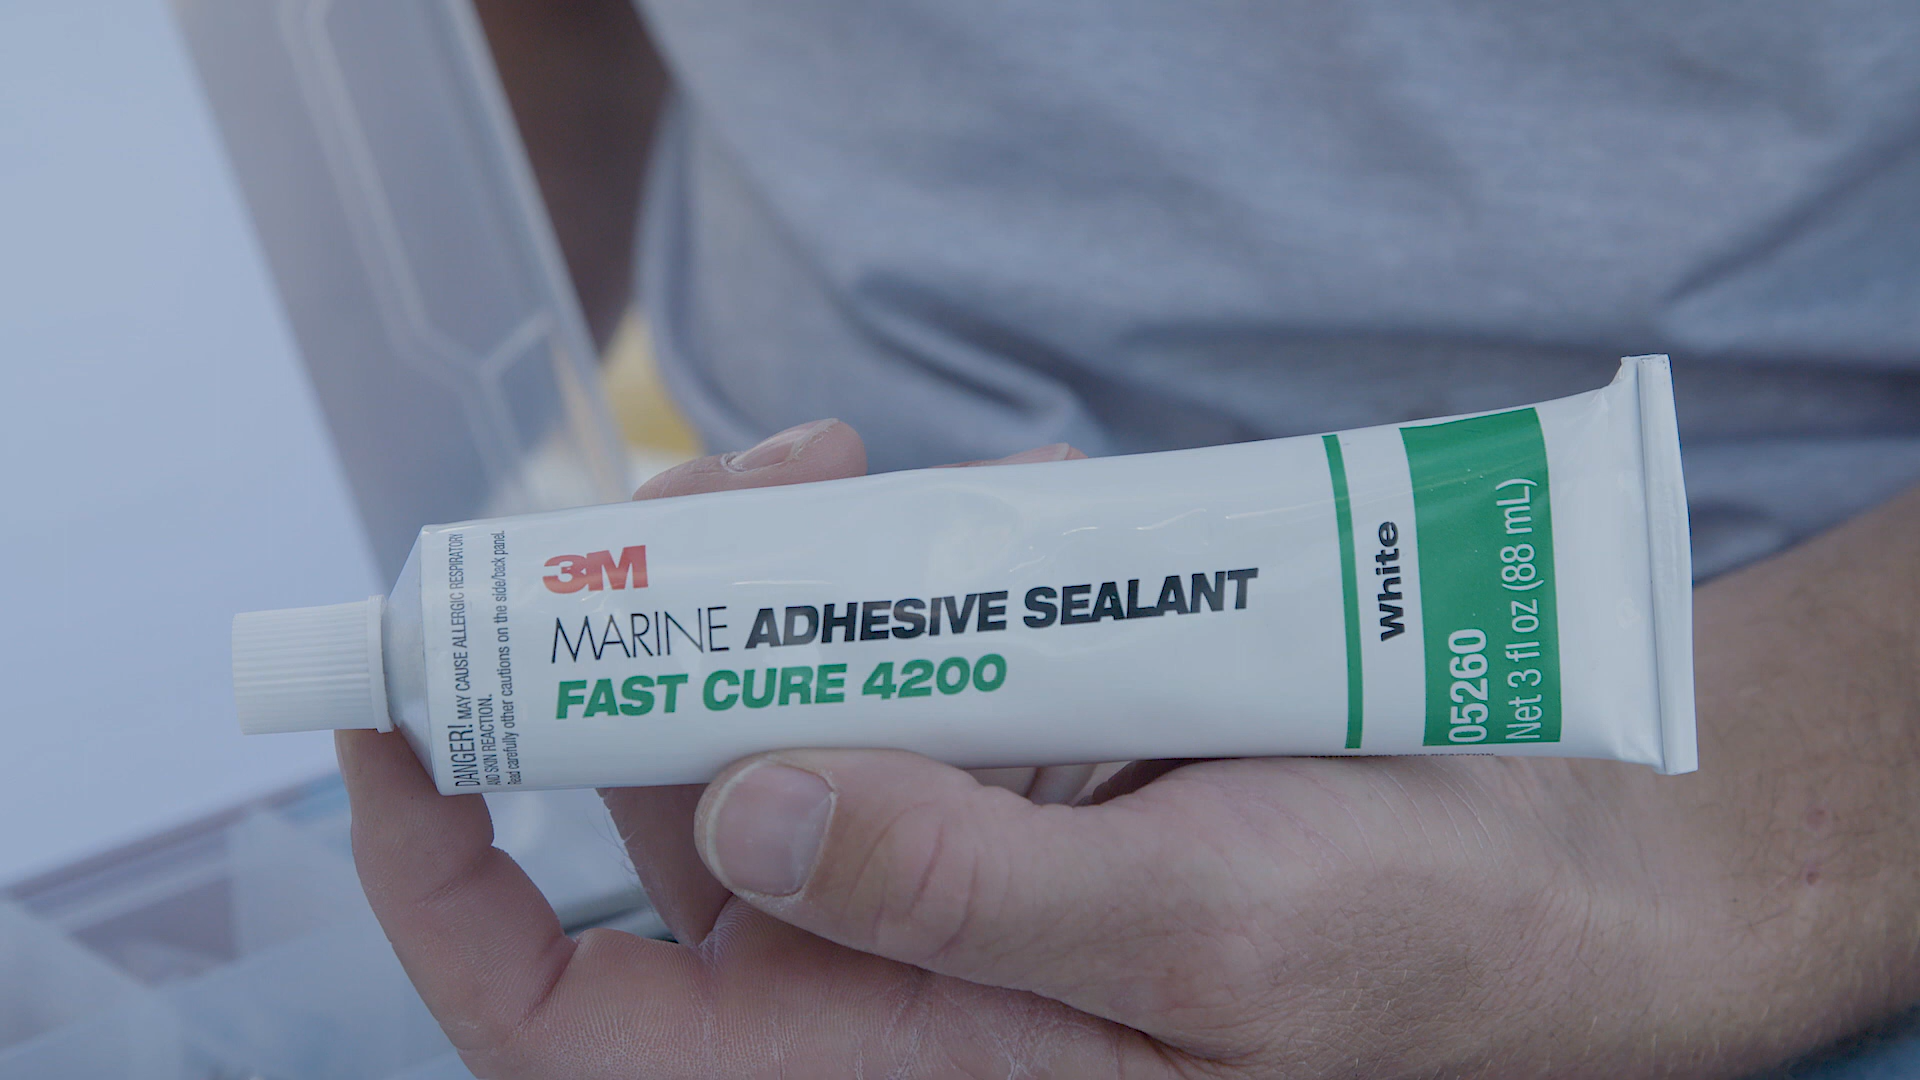 3M
MARINE ADHESIVE SEALANT
FAST CURE 4200
DANGER! MAY CAUSE ALLERGIC RESPIRATORY
AND SKIN REACTION.
Read carefully other cautions on the side/back panel.
White
05260
Net 3 fl oz (88 mL)